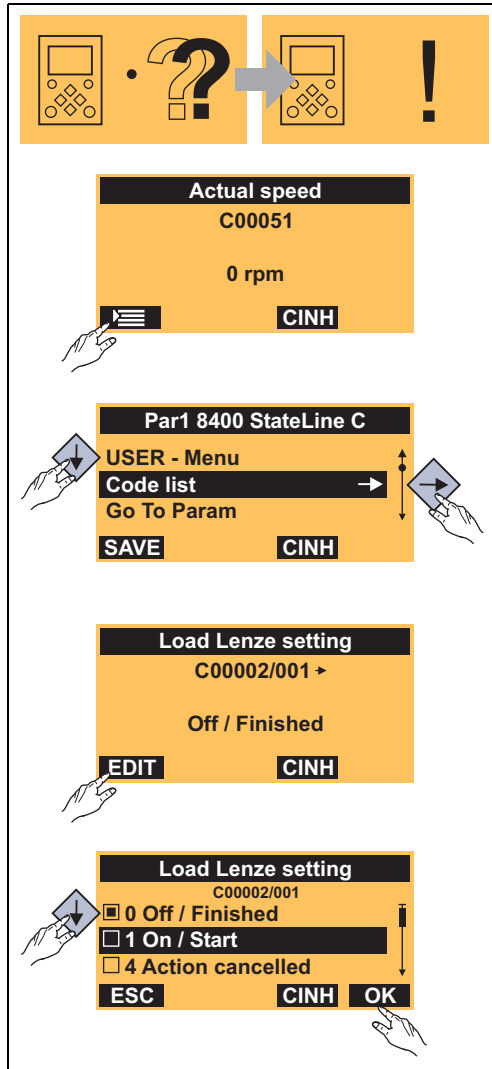 ??
!
Actual speed
C00051
0 rpm
CINH
Par1 8400 StateLine C
USER - Menu
Code list
Go To Param
SAVE CINH
Load Lenze setting
C00002/001
Off / Finished
EDIT CINH
Load Lenze setting
C00002/001
0 Off / Finished
1 On / Start
4 Action cancelled
ESC CINH OK